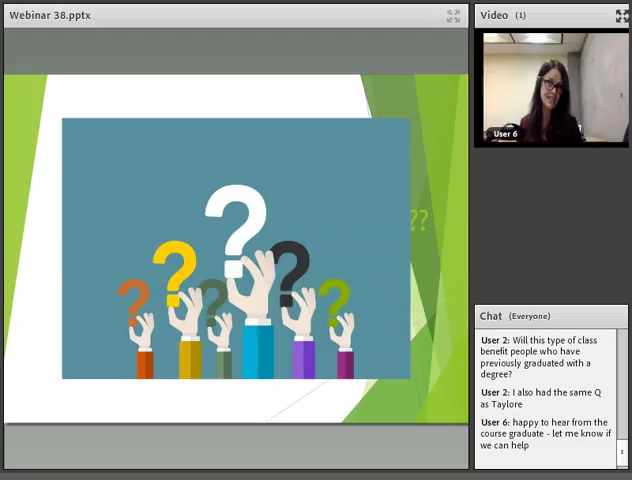 Webinar 38.pptx
??
Video (1)
User 6
Chat (Everyone)
User 2: Will this type of class
benefit people who have
previously graduated with a
degree?
User 2: I also had the same Q
as Taylore
User 6: happy to hear from the
course graduate - let me know if
we can help